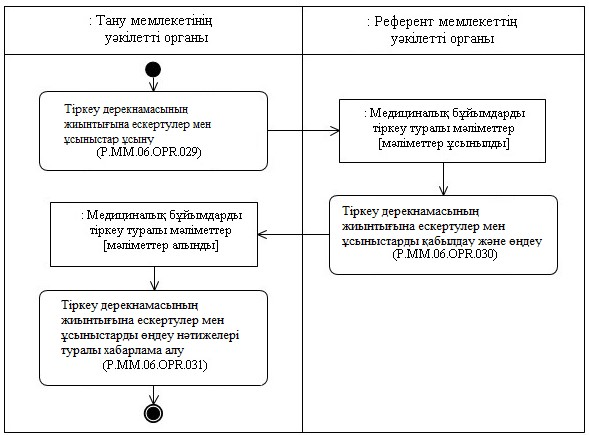 : Тану мемлекетінің
уәкілетті органы
: Референт мемлекеттің
уәкілетті органы
Тіркеу дерекнамасының
жиынтығына ескертулер мен
ұсыныстар ұсыну
(P.MM.06.OPR.029)
: Медициналық бұйымдарды
тіркеу туралы мәліметтер
[мәліметтер ұсынылды]
Тіркеу дерекнамасының
жиынтығына ескертулер мен
ұсыныстарды қабылдау және өңдеу
(P.MM.06.OPR.030)
: Медициналық бұйымдарды
тіркеу туралы мәліметтер
[мәліметтер алынды]
Тіркеу дерекнамасының
жиынтығына ескертулер мен
ұсыныстарды өңдеу нәтижелері
туралы хабарлама алу
(P.MM.06.OPR.031)